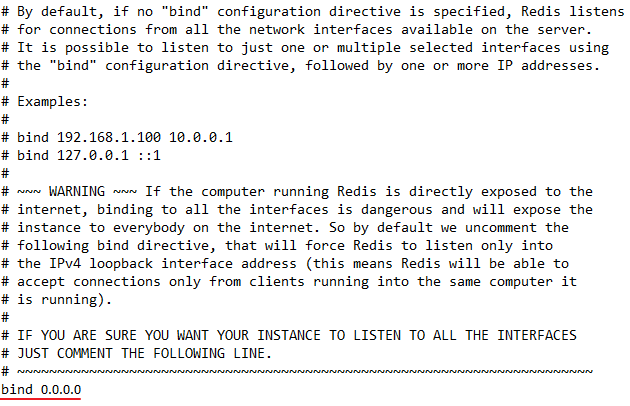 # By default, if no "bind" configuration directive is specified, Redis listens
# for connections from all the network interfaces available on the server.
# It is possible to listen to just one or multiple selected interfaces using
# the "bind" configuration directive, followed by one or more IP addresses.
#
# Examples:
#
# bind 192.168.1.100 10.0.0.1
# bind 127.0.0.1 ::1
#
# ~~~ WARNING ~~~ If the computer running Redis is directly exposed to the
# internet, binding to all the interfaces is dangerous and will expose the
# instance to everybody on the internet. So by default we uncomment the
# following bind directive, that will force Redis to listen only into
# the IPv4 loopback interface address (this means Redis will be able to
# accept connections only from clients running into the same computer it
# is running).
#
# IF YOU ARE SURE YOU WANT YOUR INSTANCE TO LISTEN TO ALL THE INTERFACES
# JUST COMMENT THE FOLLOWING LINE.
# ~~~~~~~~~~~~~~~~~~~~~~~~~~~~~~~~~~~~~~~~~~~~~~~~~~~~~~~~~~~~~~~~~~~~~~~~
bind 0.0.0.0